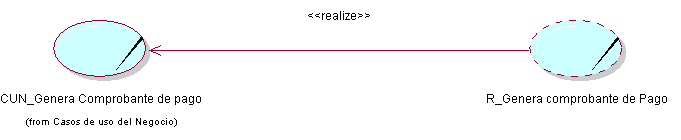 <<realize>>
CUN_Genera Comprobante de pago
R_Genera comprobante de Pago
(from Casos de uso del Negocio)